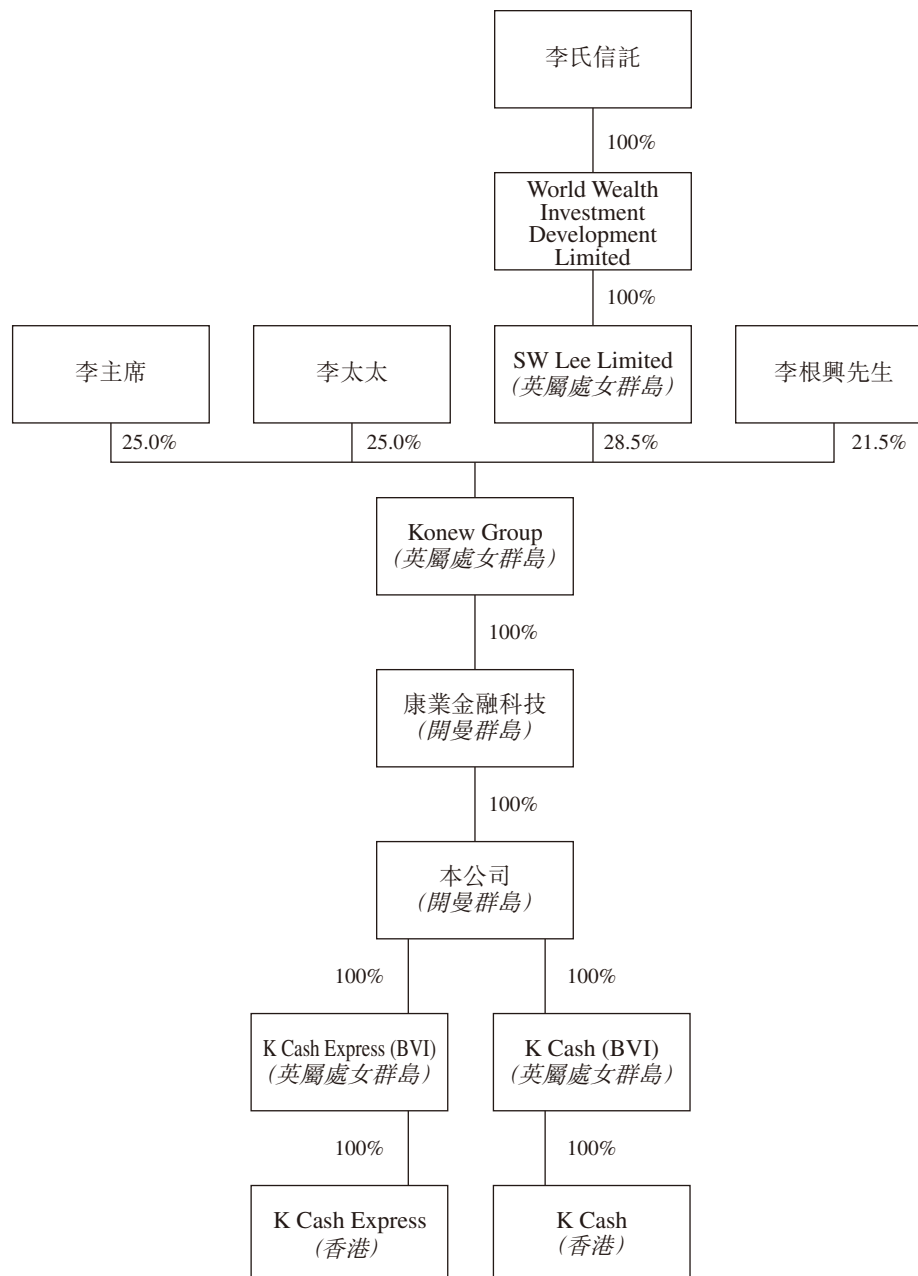 李氏信託
100%
World Wealth
Investment
Development
Limited
100%
李主席
李太太
SW Lee Limited
(英屬處女群島)
李根興先生
25.0%
25.0%
28.5%
21.5%
Konew Group
(英屬處女群島)
100%
康業金融科技
(開曼群島)
100%
本公司
(開曼群島)
100%
100%
K Cash Express (BVI)
(英屬處女群島)
K Cash (BVI)
(英屬處女群島)
100%
100%
K Cash Express
(香港)
K Cash
(香港)